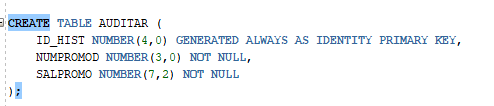 CREATE TABLE AUDITAR (
ID_HIST NUMBER(4,0) GENERATED ALWAYS AS IDENTITY PRIMARY KEY,
NUMPROMOD NUMBER(3,0) NOT NULL,
SALPROMO NUMBER(7,2) NOT NULL
);